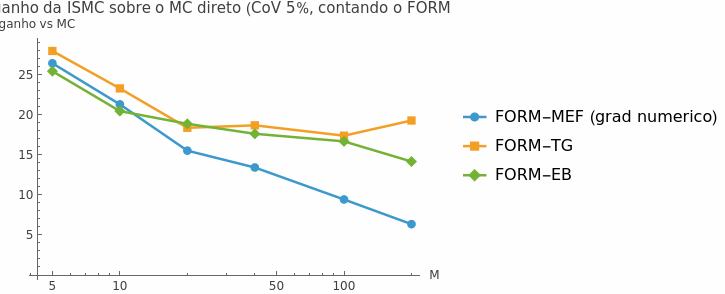 ganho da ISMC sobre o MC direto (CoV 5%, contando o FORM
ganho vs MC
25
20
15
10
5
5
10
50
100
M
FORM–MEF (grad numerico)
FORM–TG
FORM–EB